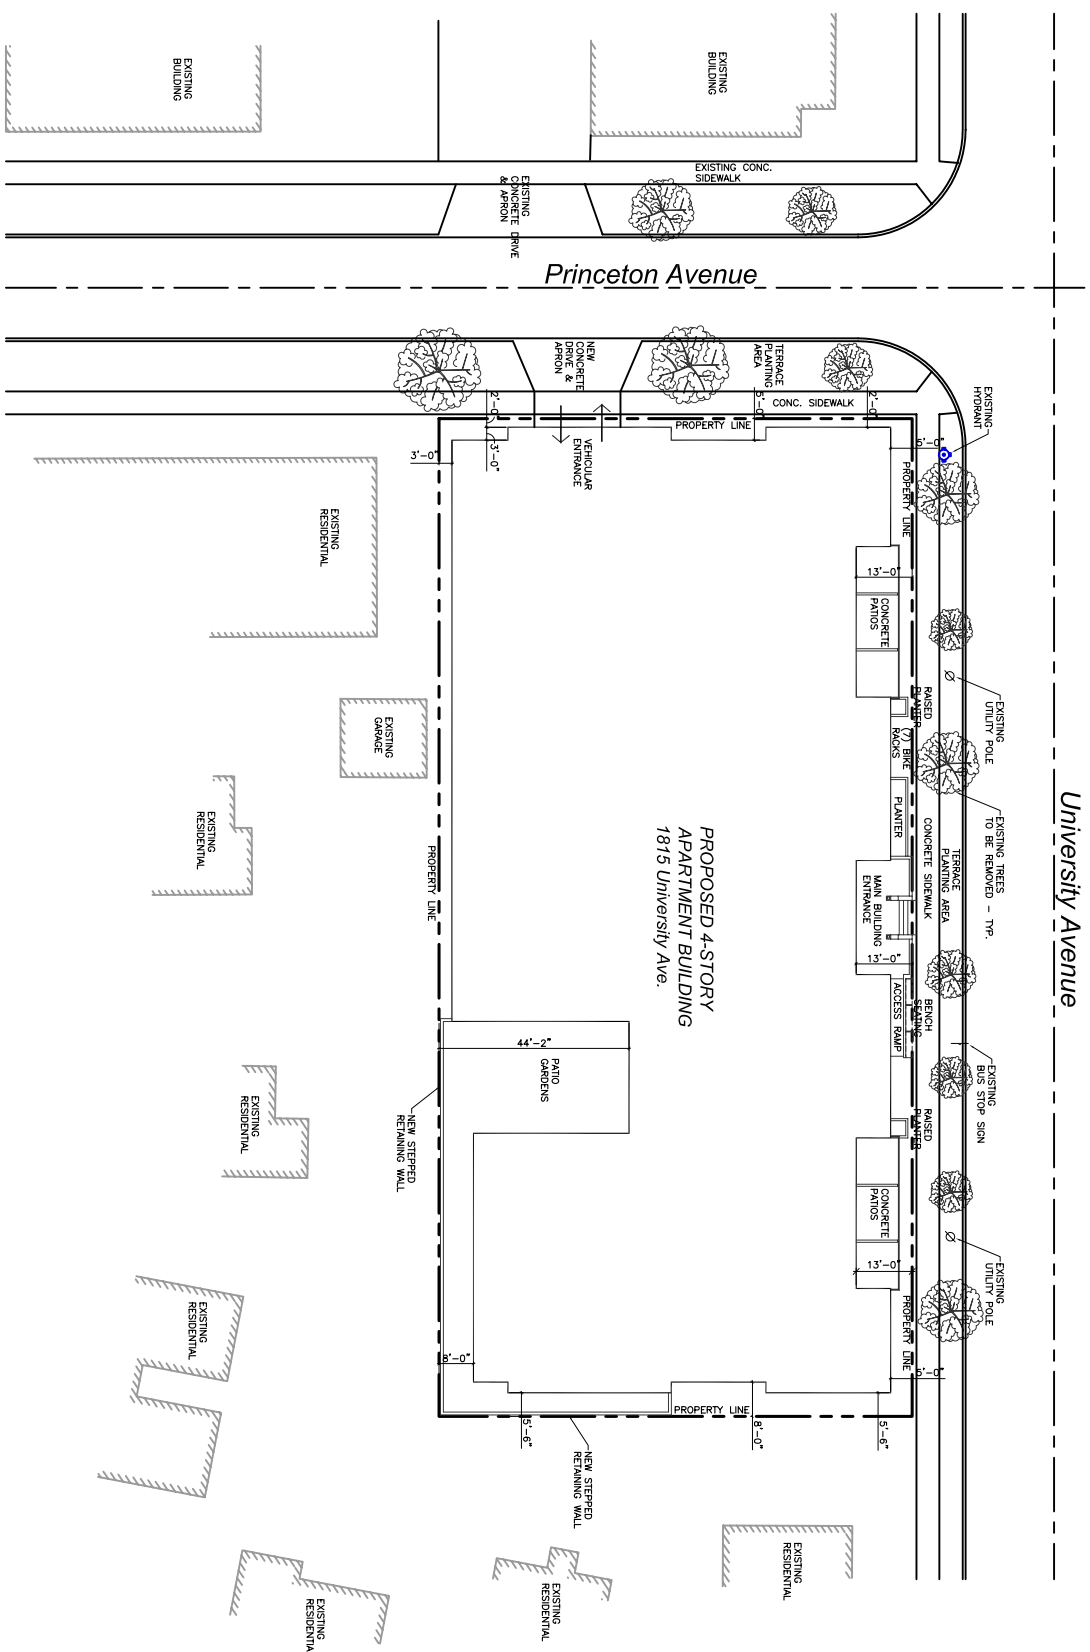 EXISTING
BUILDING
EXISTING
BUILDING
EXISTING CONC.
SIDEWALK
EXISTING
CONCRETE DRIVE
& APRON
Princeton Avenue
NEW
CONCRETE
DRIVE &
APRON
TERRACE
PLANTING
AREA
CONC. SIDEWALK
2'-0"
5'-0"
2'-0"
3'-0"
3'-0"
PROPERTY LINE
VEHICULAR
ENTRANCE
EXISTING
HYDRANT
5'-0"
PROPERTY LINE
13'-0"
CONCRETE
PATIOS
RAISED
PLANTER
(7) BIKE
RACKS
PLANTER
EXISTING
UTILITY POLE
EXISTING TREES
TO BE REMOVED - TYP.
University Avenue
TERRACE
PLANTING AREA
CONCRETE SIDEWALK
MAIN BUILDING
ENTRANCE
13'-0"
ACCESS RAMP
BENCH
SEATING
EXISTING
BUS STOP SIGN
RAISED
PLANTER
CONCRETE
PATIOS
13'-0"
EXISTING
UTILITY POLE
PROPERTY LINE
5'-0"
PROPOSED 4-STORY
APARTMENT BUILDING
1815 University Ave.
EXISTING
RESIDENTIAL
EXISTING
GARAGE
EXISTING
RESIDENTIAL
PROPERTY LINE
44'-2"
PATIO
GARDENS
NEW STEPPED
RETAINING WALL
EXISTING
RESIDENTIAL
EXISTING
RESIDENTIAL
8'-0"
5'-6"
PROPERTY LINE
8'-0"
5'-6"
NEW STEPPED
RETAINING WALL
EXISTING
RESIDENTIAL
EXISTING
RESIDENTIAL
EXISTING
RESIDENTIA